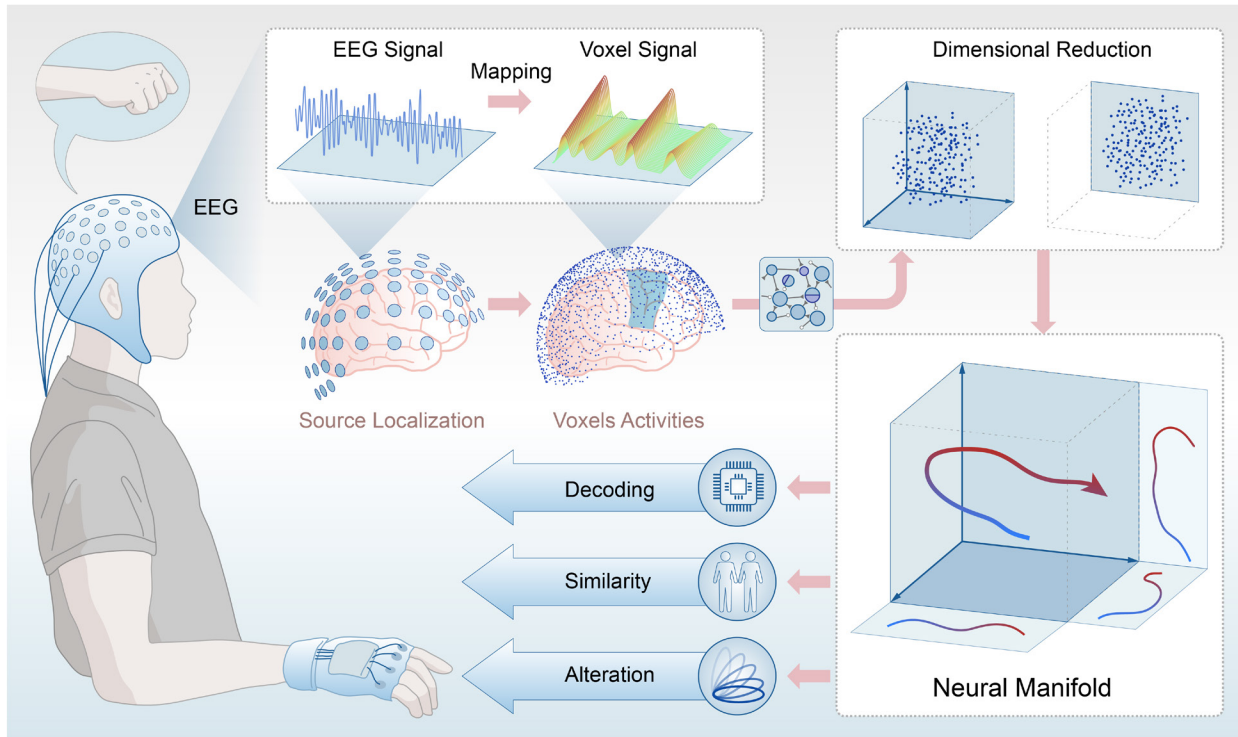 EEG Signal
Mapping
Voxel Signal
Dimensional Reduction
EEG
Source Localization
Voxels Activities
Decoding
Similarity
Alteration
Neural Manifold